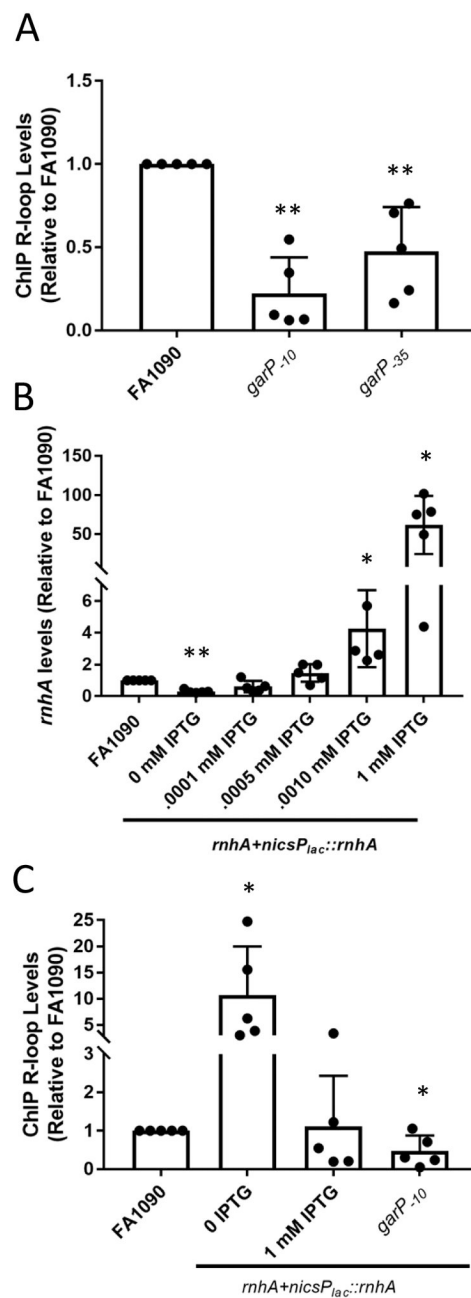 A
ChIP R-loop Levels
(Relative to FA1090)
1.5
1.0
0.5
0.0
**
**
FA1090
garP-10
garP-35
B
rnhA levels (Relative to FA1090)
100
50
6
4
2
0
**
*
*
FA1090
0 mM IPTG
.0001 mM IPTG
.0005 mM IPTG
.0010 mM IPTG
1 mM IPTG
rnhA+nicsPlac::rnhA
C
ChIP R-loop Levels
(Relative to FA1090)
25
20
15
10
5
3
2
1
0
*
*
FA1090
0 IPTG
1 mM IPTG
garP-10
rnhA+nicsPlac::rnhA